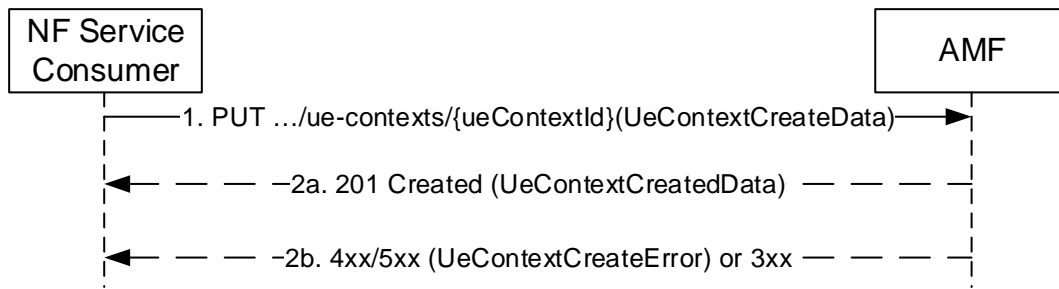 NF Service
Consumer
AMF
1. PUT …/ue-contexts/{ueContextId}(UeContextCreateData)
2a. 201 Created (UeContextCreatedData)
2b. 4xx/5xx (UeContextCreateError) or 3xx